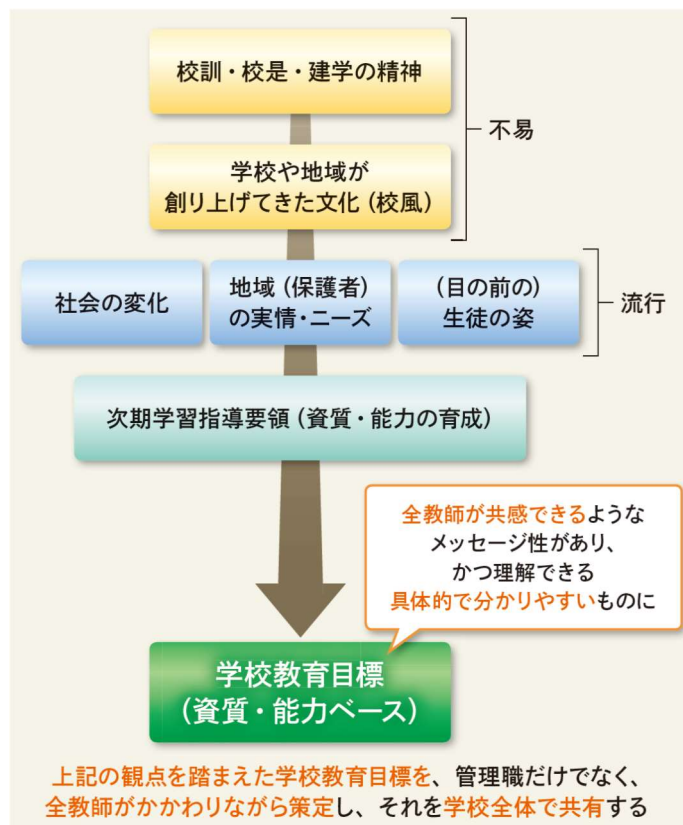 校訓・校是・建学の精神
不易
学校や地域が
創り上げてきた文化（校風）
社会の変化
地域（保護者）
の実情・ニーズ
（目の前の）
生徒の姿
流行
次期学習指導要領（資質・能力の育成）
全教師が共感できるような
メッセージ性があり、
かつ理解できる
具体的で分かりやすいものに
学校教育目標
（資質・能力ベース）
上記の観点を踏まえた学校教育目標を、管理職だけでなく、
全教師がかかわりながら策定し、それを学校全体で共有する